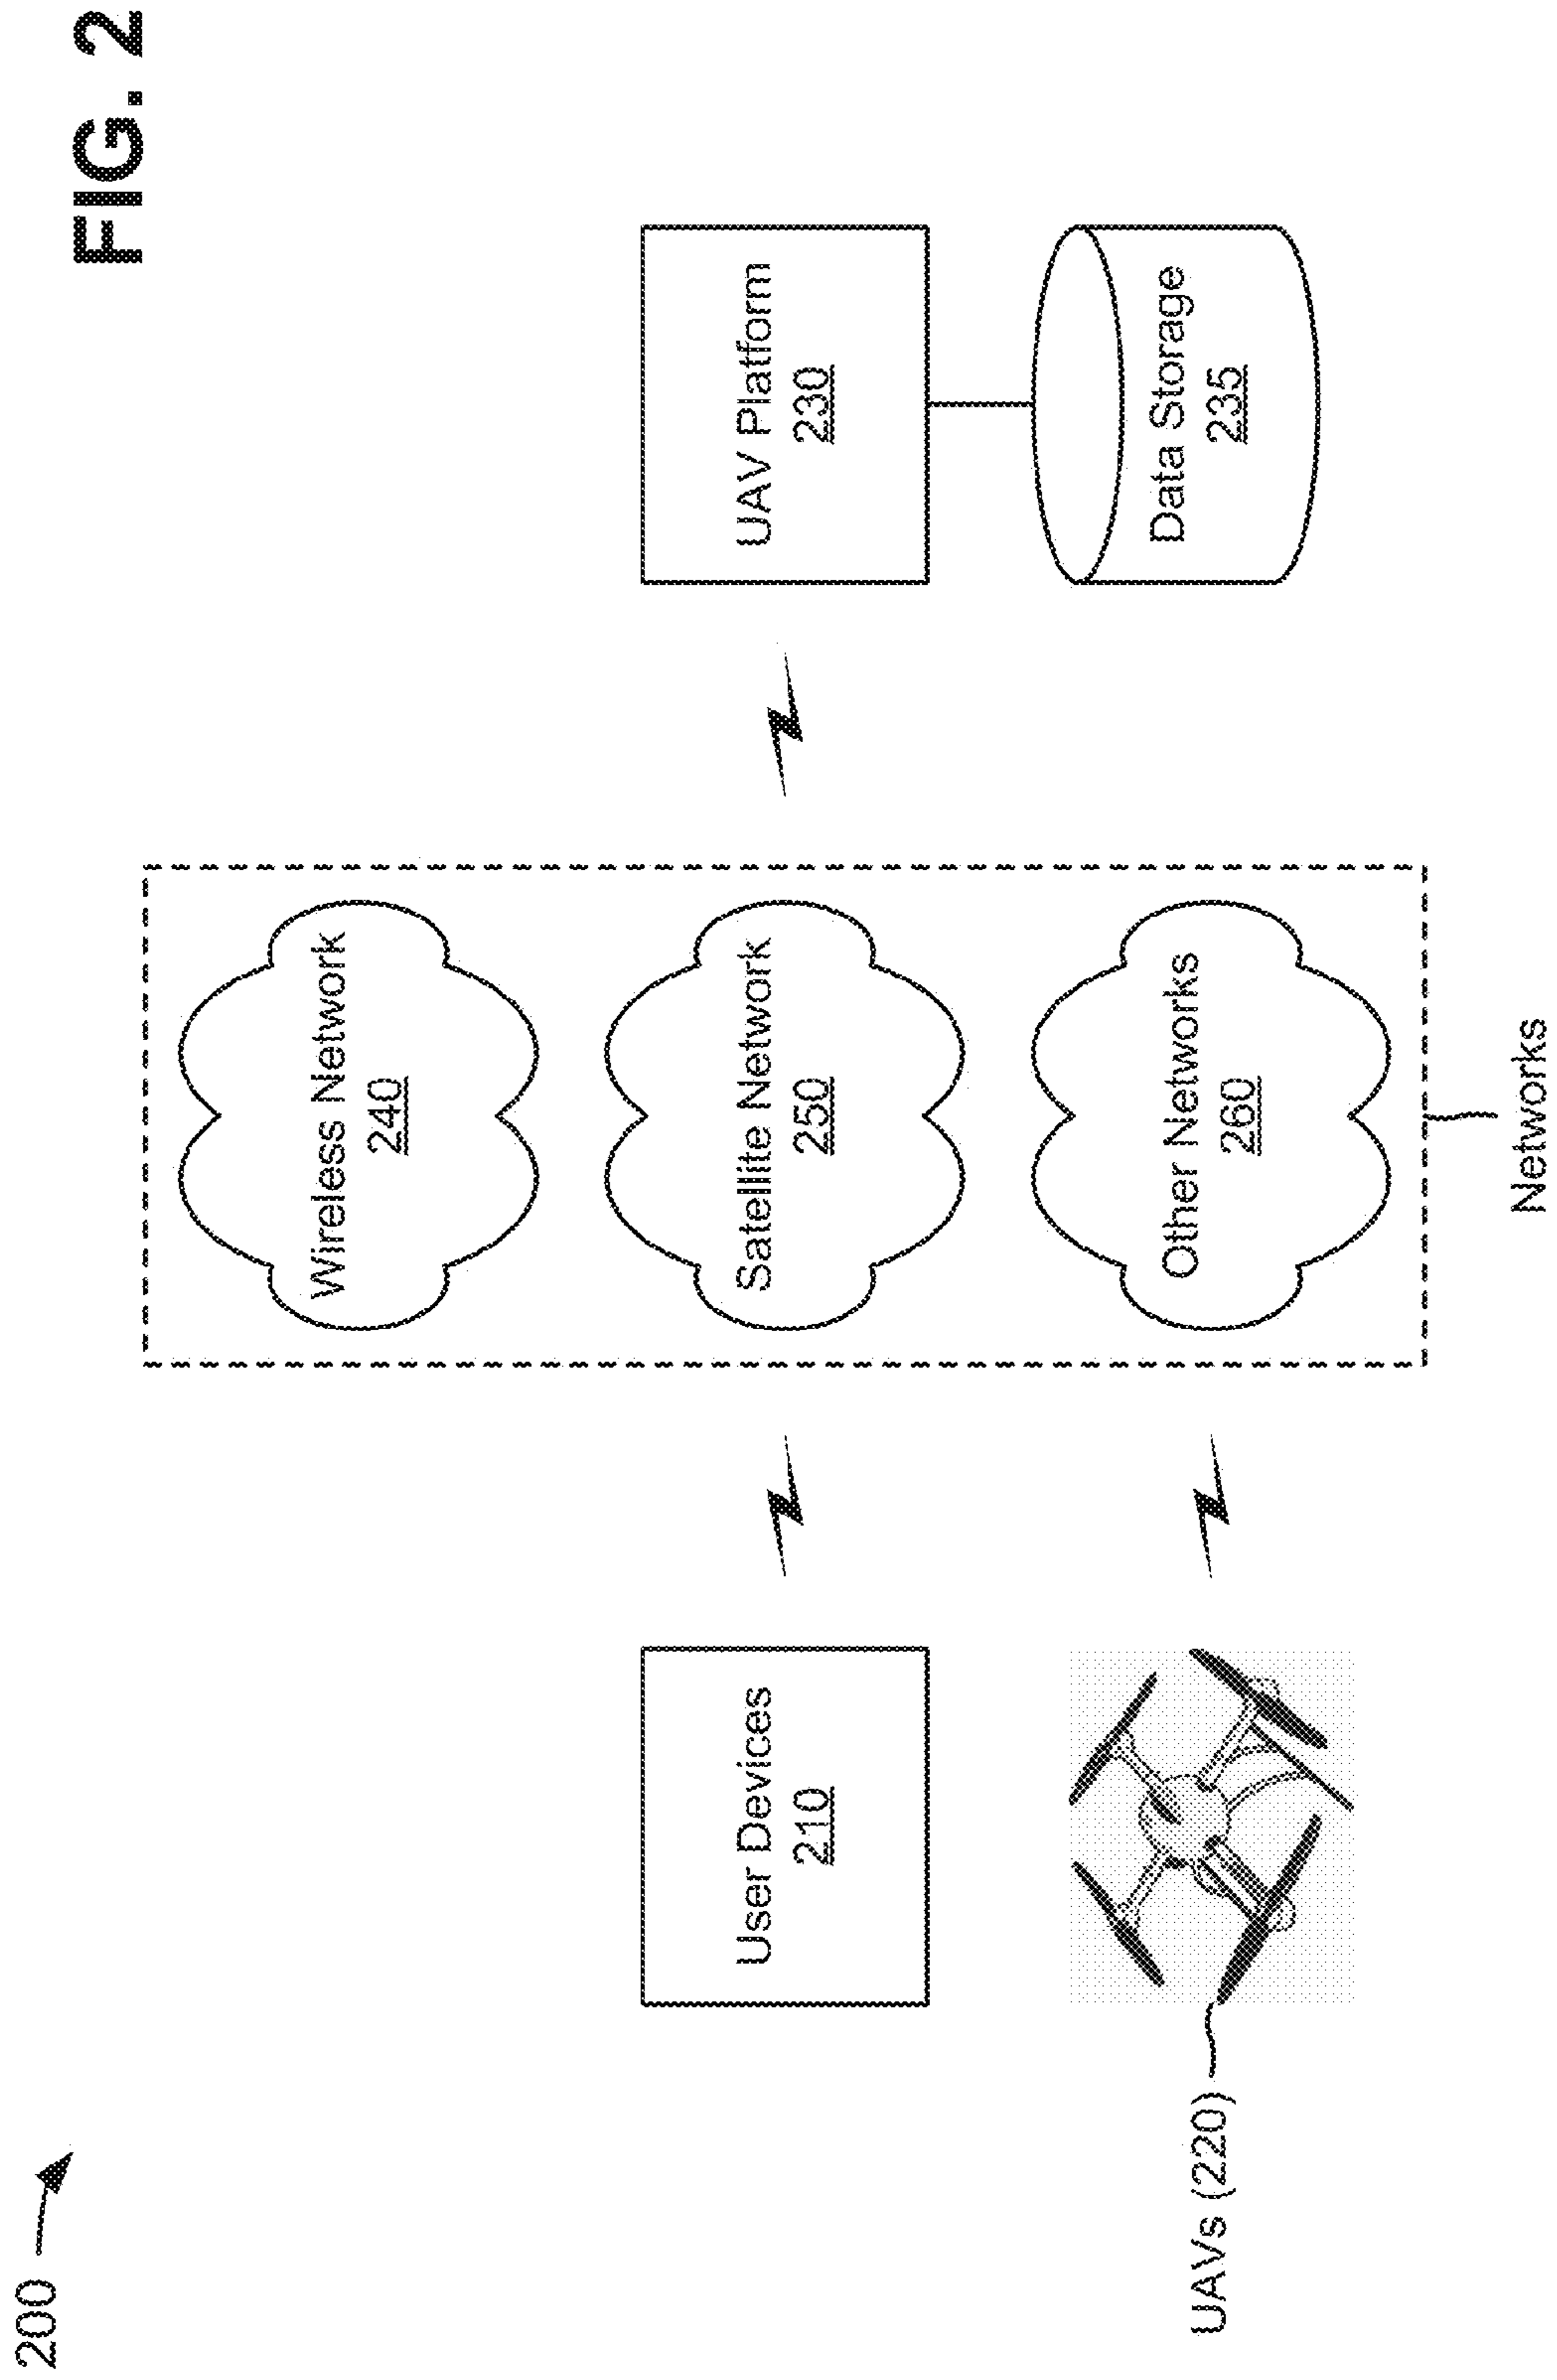 200
FIG. 2
Wireless Network
240
User Devices
210
Satellite Network
250
UAV Platform
230
UAVs (220)
Other Networks
260
Data Storage
235
Networks